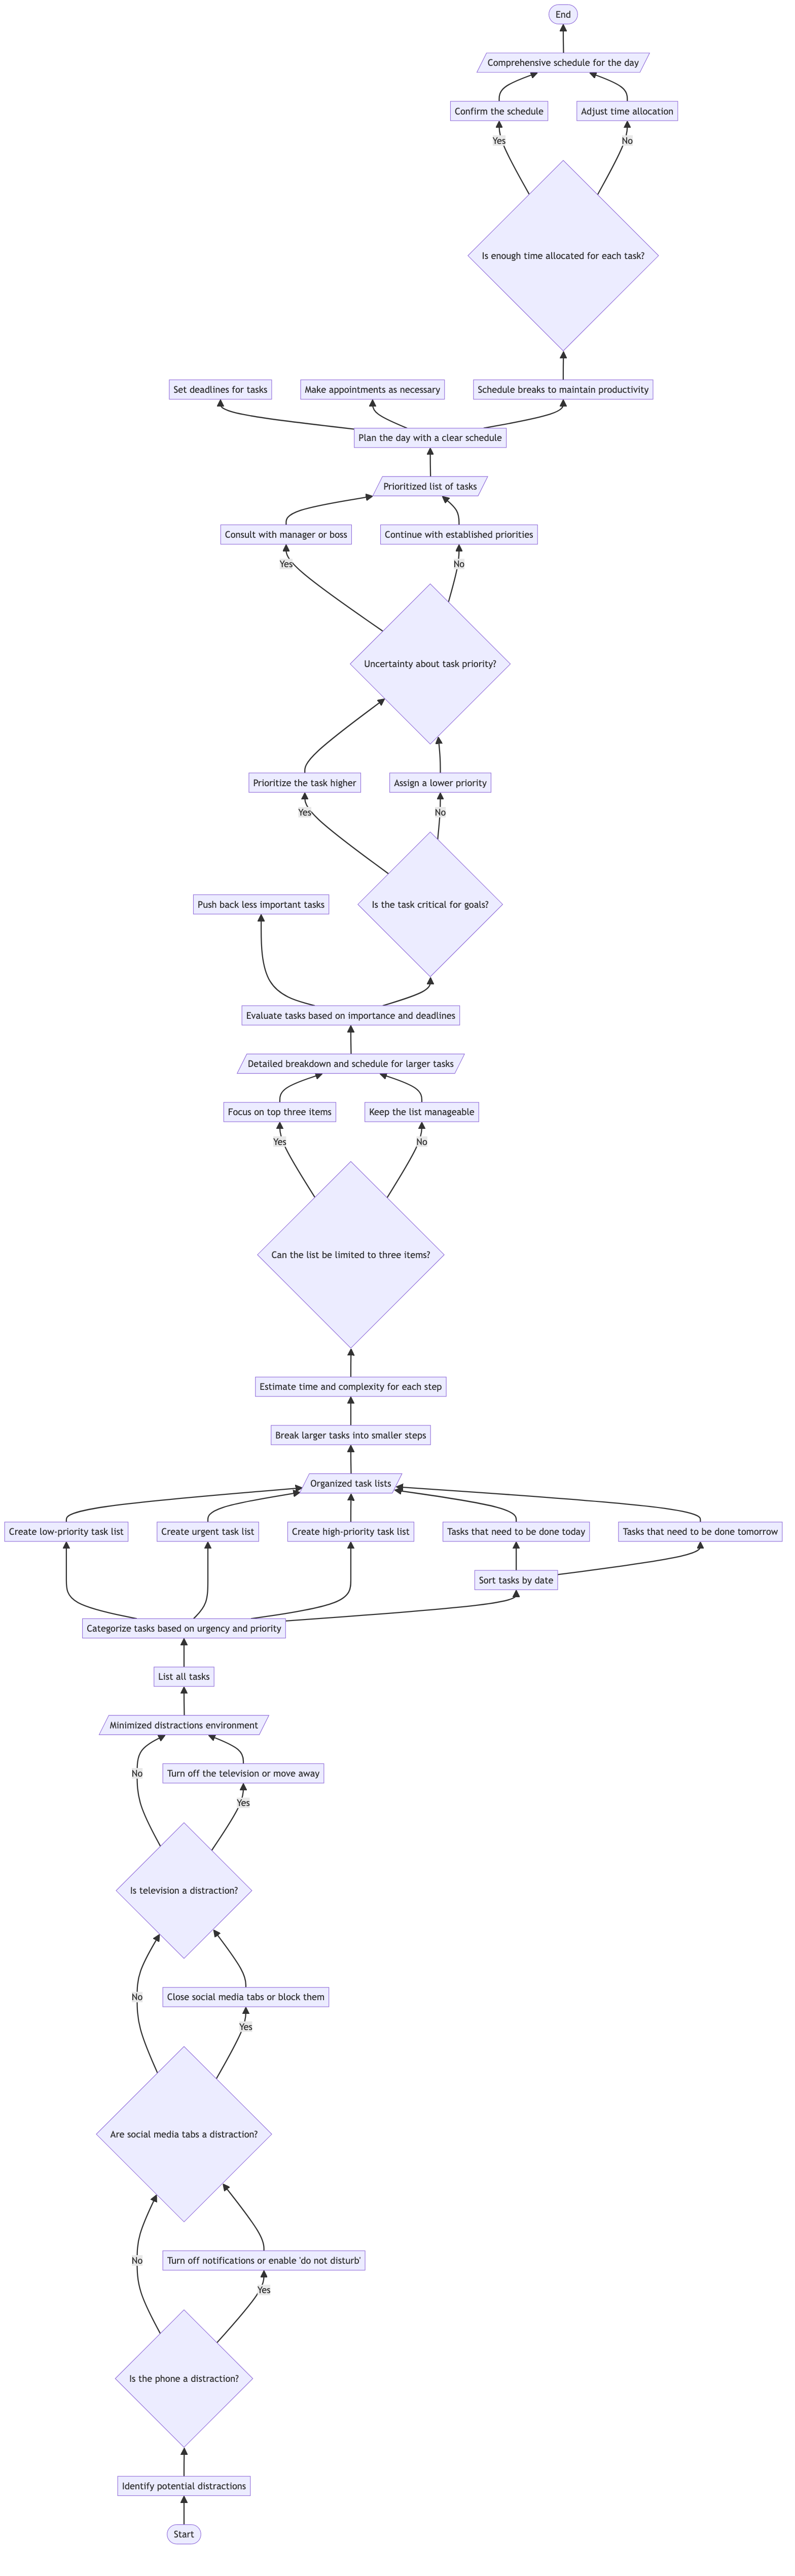 End
Comprehensive schedule for the day
Confirm the schedule
Adjust time allocation
Yes
No
Is enough time allocated for each task?
Set deadlines for tasks
Make appointments as necessary
Schedule breaks to maintain productivity
Plan the day with a clear schedule
Prioritized list of tasks
Consult with manager or boss
Continue with established priorities
Yes
No
Uncertainty about task priority?
Prioritize the task higher
Assign a lower priority
Yes
No
Push back less important tasks
Is the task critical for goals?
Evaluate tasks based on importance and deadlines
Detailed breakdown and schedule for larger tasks
Focus on top three items
Keep the list manageable
Yes
No
Can the list be limited to three items?
Estimate time and complexity for each step
Break larger tasks into smaller steps
Organized task lists
Create low-priority task list
Create urgent task list
Create high-priority task list
Tasks that need to be done today
Tasks that need to be done tomorrow
Sort tasks by date
Categorize tasks based on urgency and priority
List all tasks
Minimized distractions environment
No
Turn off the television or move away
Yes
Is television a distraction?
No
Close social media tabs or block them
Yes
Are social media tabs a distraction?
No
Turn off notifications or enable 'do not disturb'
Yes
Is the phone a distraction?
Identify potential distractions
Start